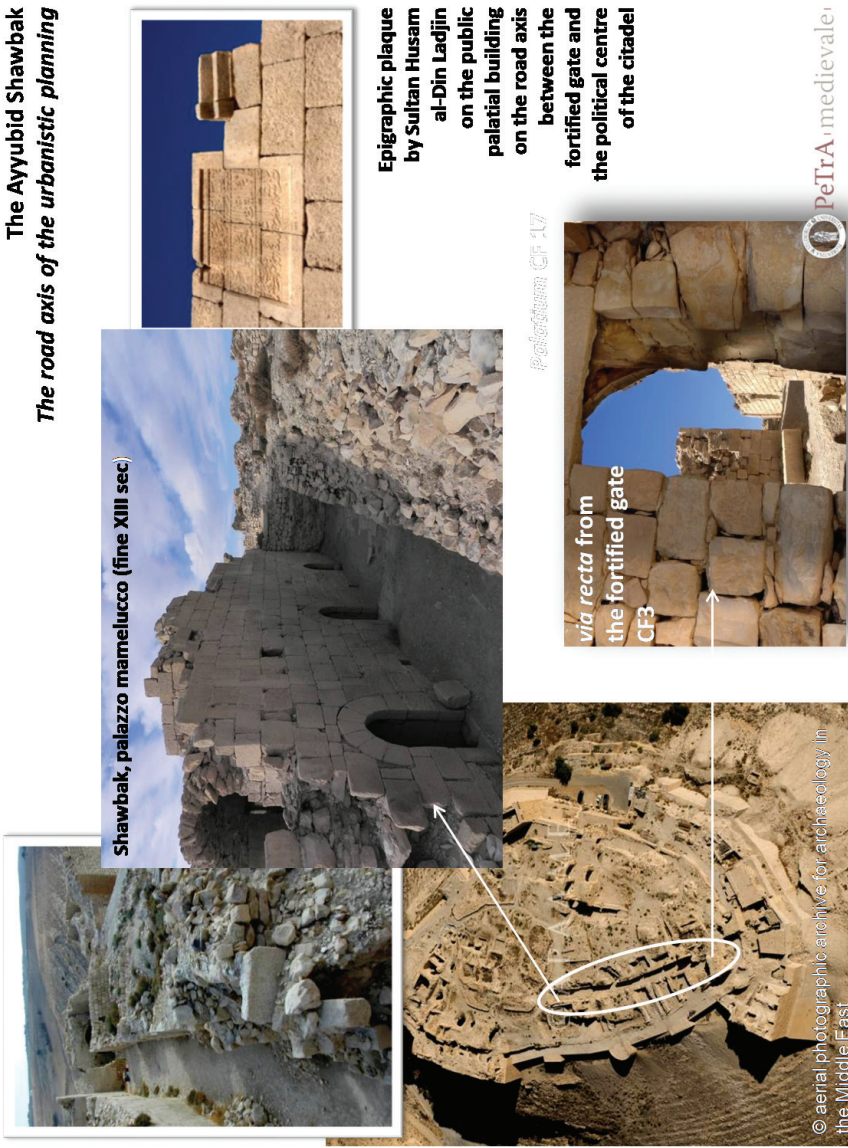 The Ayyubid Shawbak
The road axis of the urbanistic planning
Shawbak, palazzo mamelucco (fine XIII sec)
Epigraphic plaque
by Sultan Husam
al-Din Ladjin
on the public
palatial building
on the road axis
between the
fortified gate and
the political centre
of the citadel
Palatium CF 17
via recta from
the fortified gate
CF3
© aerial photographic archive for archaeology in
the Middle East
PeTrA medievale